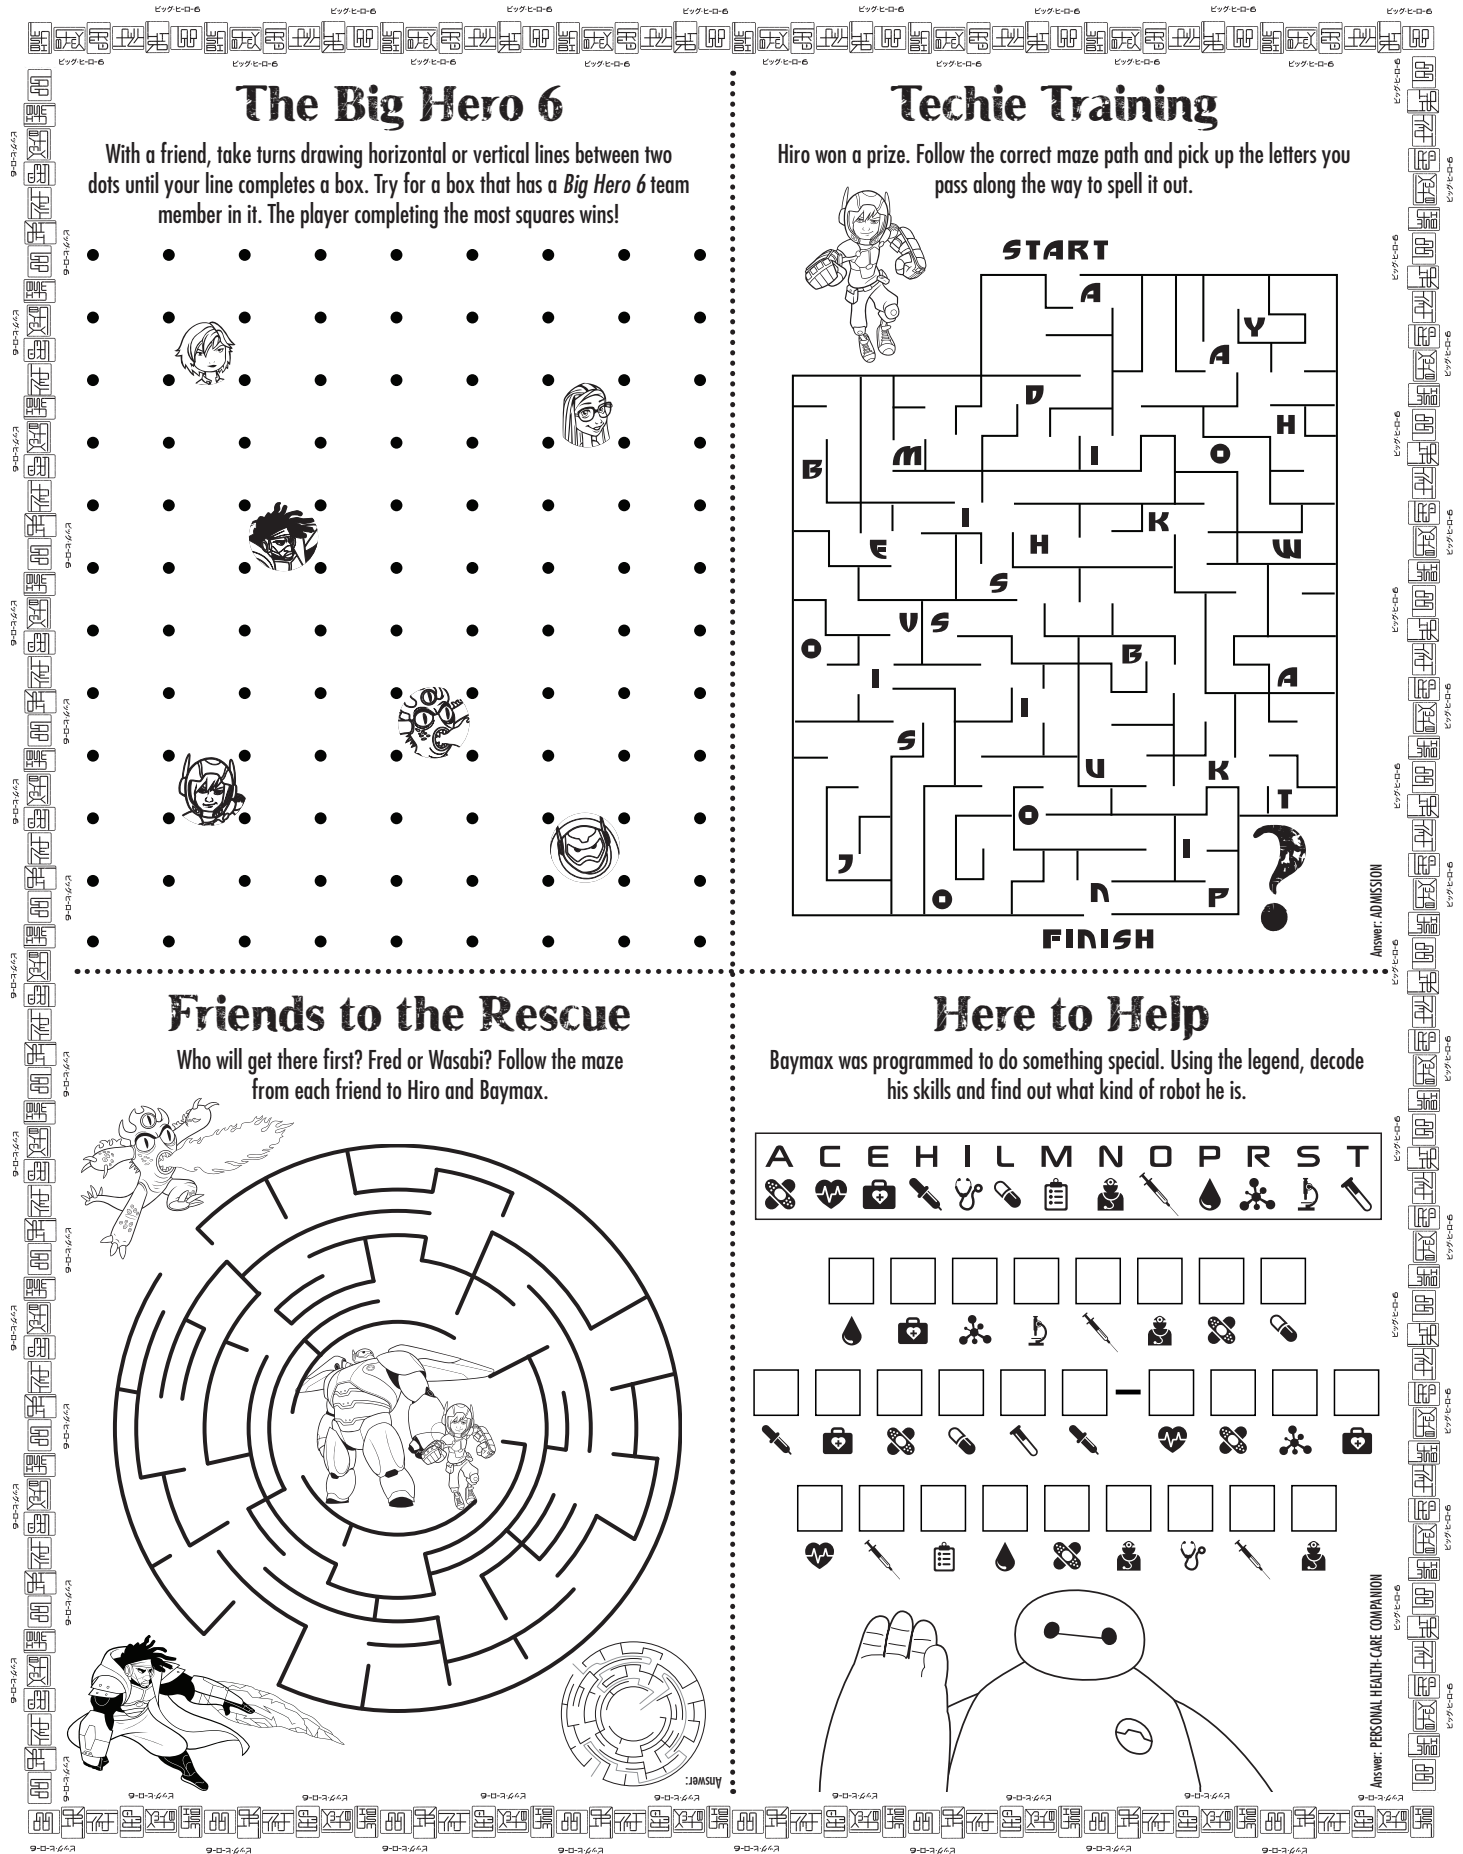 ビッグ・ヒーロー6
The Big Hero 6
With a friend, take turns drawing horizontal or vertical lines between two
dots until your line completes a box. Try for a box that has a Big Hero 6 team
member in it. The player completing the most squares wins!
Techie Training
Hiro won a prize. Follow the correct maze path and pick up the letters you
pass along the way to spell it out.
START
A
Y
A
D
H
M
I
O
B
I
K
E
H
W
S
U S
O
B
I
A
I
S
U
K
T
O
J
I
O
N
P
?
FINISH
Answer: ADMISSION
Friends to the Rescue
Who will get there first? Fred or Wasabi? Follow the maze
from each friend to Hiro and Baymax.
Answer:
Here to Help
Baymax was programmed to do something special. Using the legend, decode
his skills and find out what kind of robot he is.
A C E H I L M N O P R S T
–
Answer: PERSONAL HEALTH-CARE COMPANION